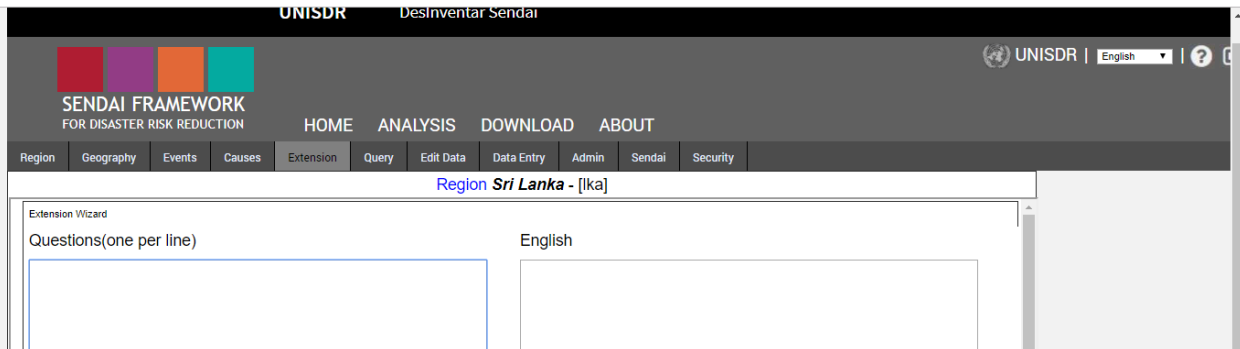 UNISDR DesInventar Sendai
UNISDR | English | ?
SENDAI FRAMEWORK
FOR DISASTER RISK REDUCTION
HOME ANALYSIS DOWNLOAD ABOUT
Region Geography Events Causes Extension Query Edit Data Data Entry Admin Sendai Security
Region Sri Lanka - [lka]
Extension Wizard
Questions(one per line) English